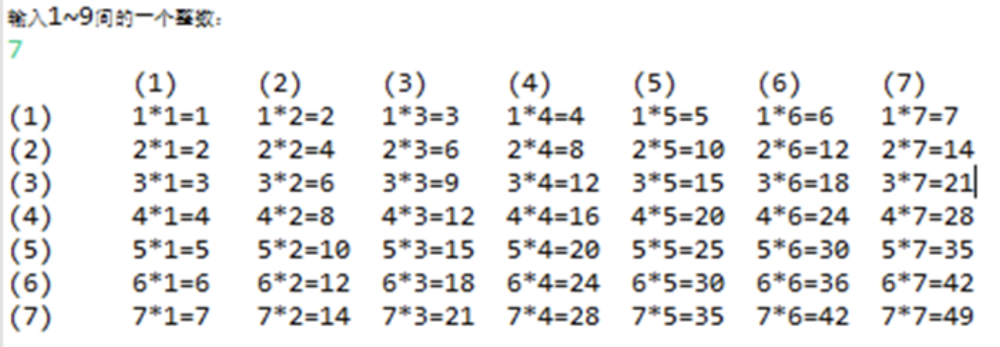 输入1~9间的一个整数:
7
(1) (2) (3) (4) (5) (6) (7)
(1) 1*1=1 1*2=2 1*3=3 1*4=4 1*5=5 1*6=6 1*7=7
(2) 2*1=2 2*2=4 2*3=6 2*4=8 2*5=10 2*6=12 2*7=14
(3) 3*1=3 3*2=6 3*3=9 3*4=12 3*5=15 3*6=18 3*7=21
(4) 4*1=4 4*2=8 4*3=12 4*4=16 4*5=20 4*6=24 4*7=28
(5) 5*1=5 5*2=10 5*3=15 5*4=20 5*5=25 5*6=30 5*7=35
(6) 6*1=6 6*2=12 6*3=18 6*4=24 6*5=30 6*6=36 6*7=42
(7) 7*1=7 7*2=14 7*3=21 7*4=28 7*5=35 7*6=42 7*7=49